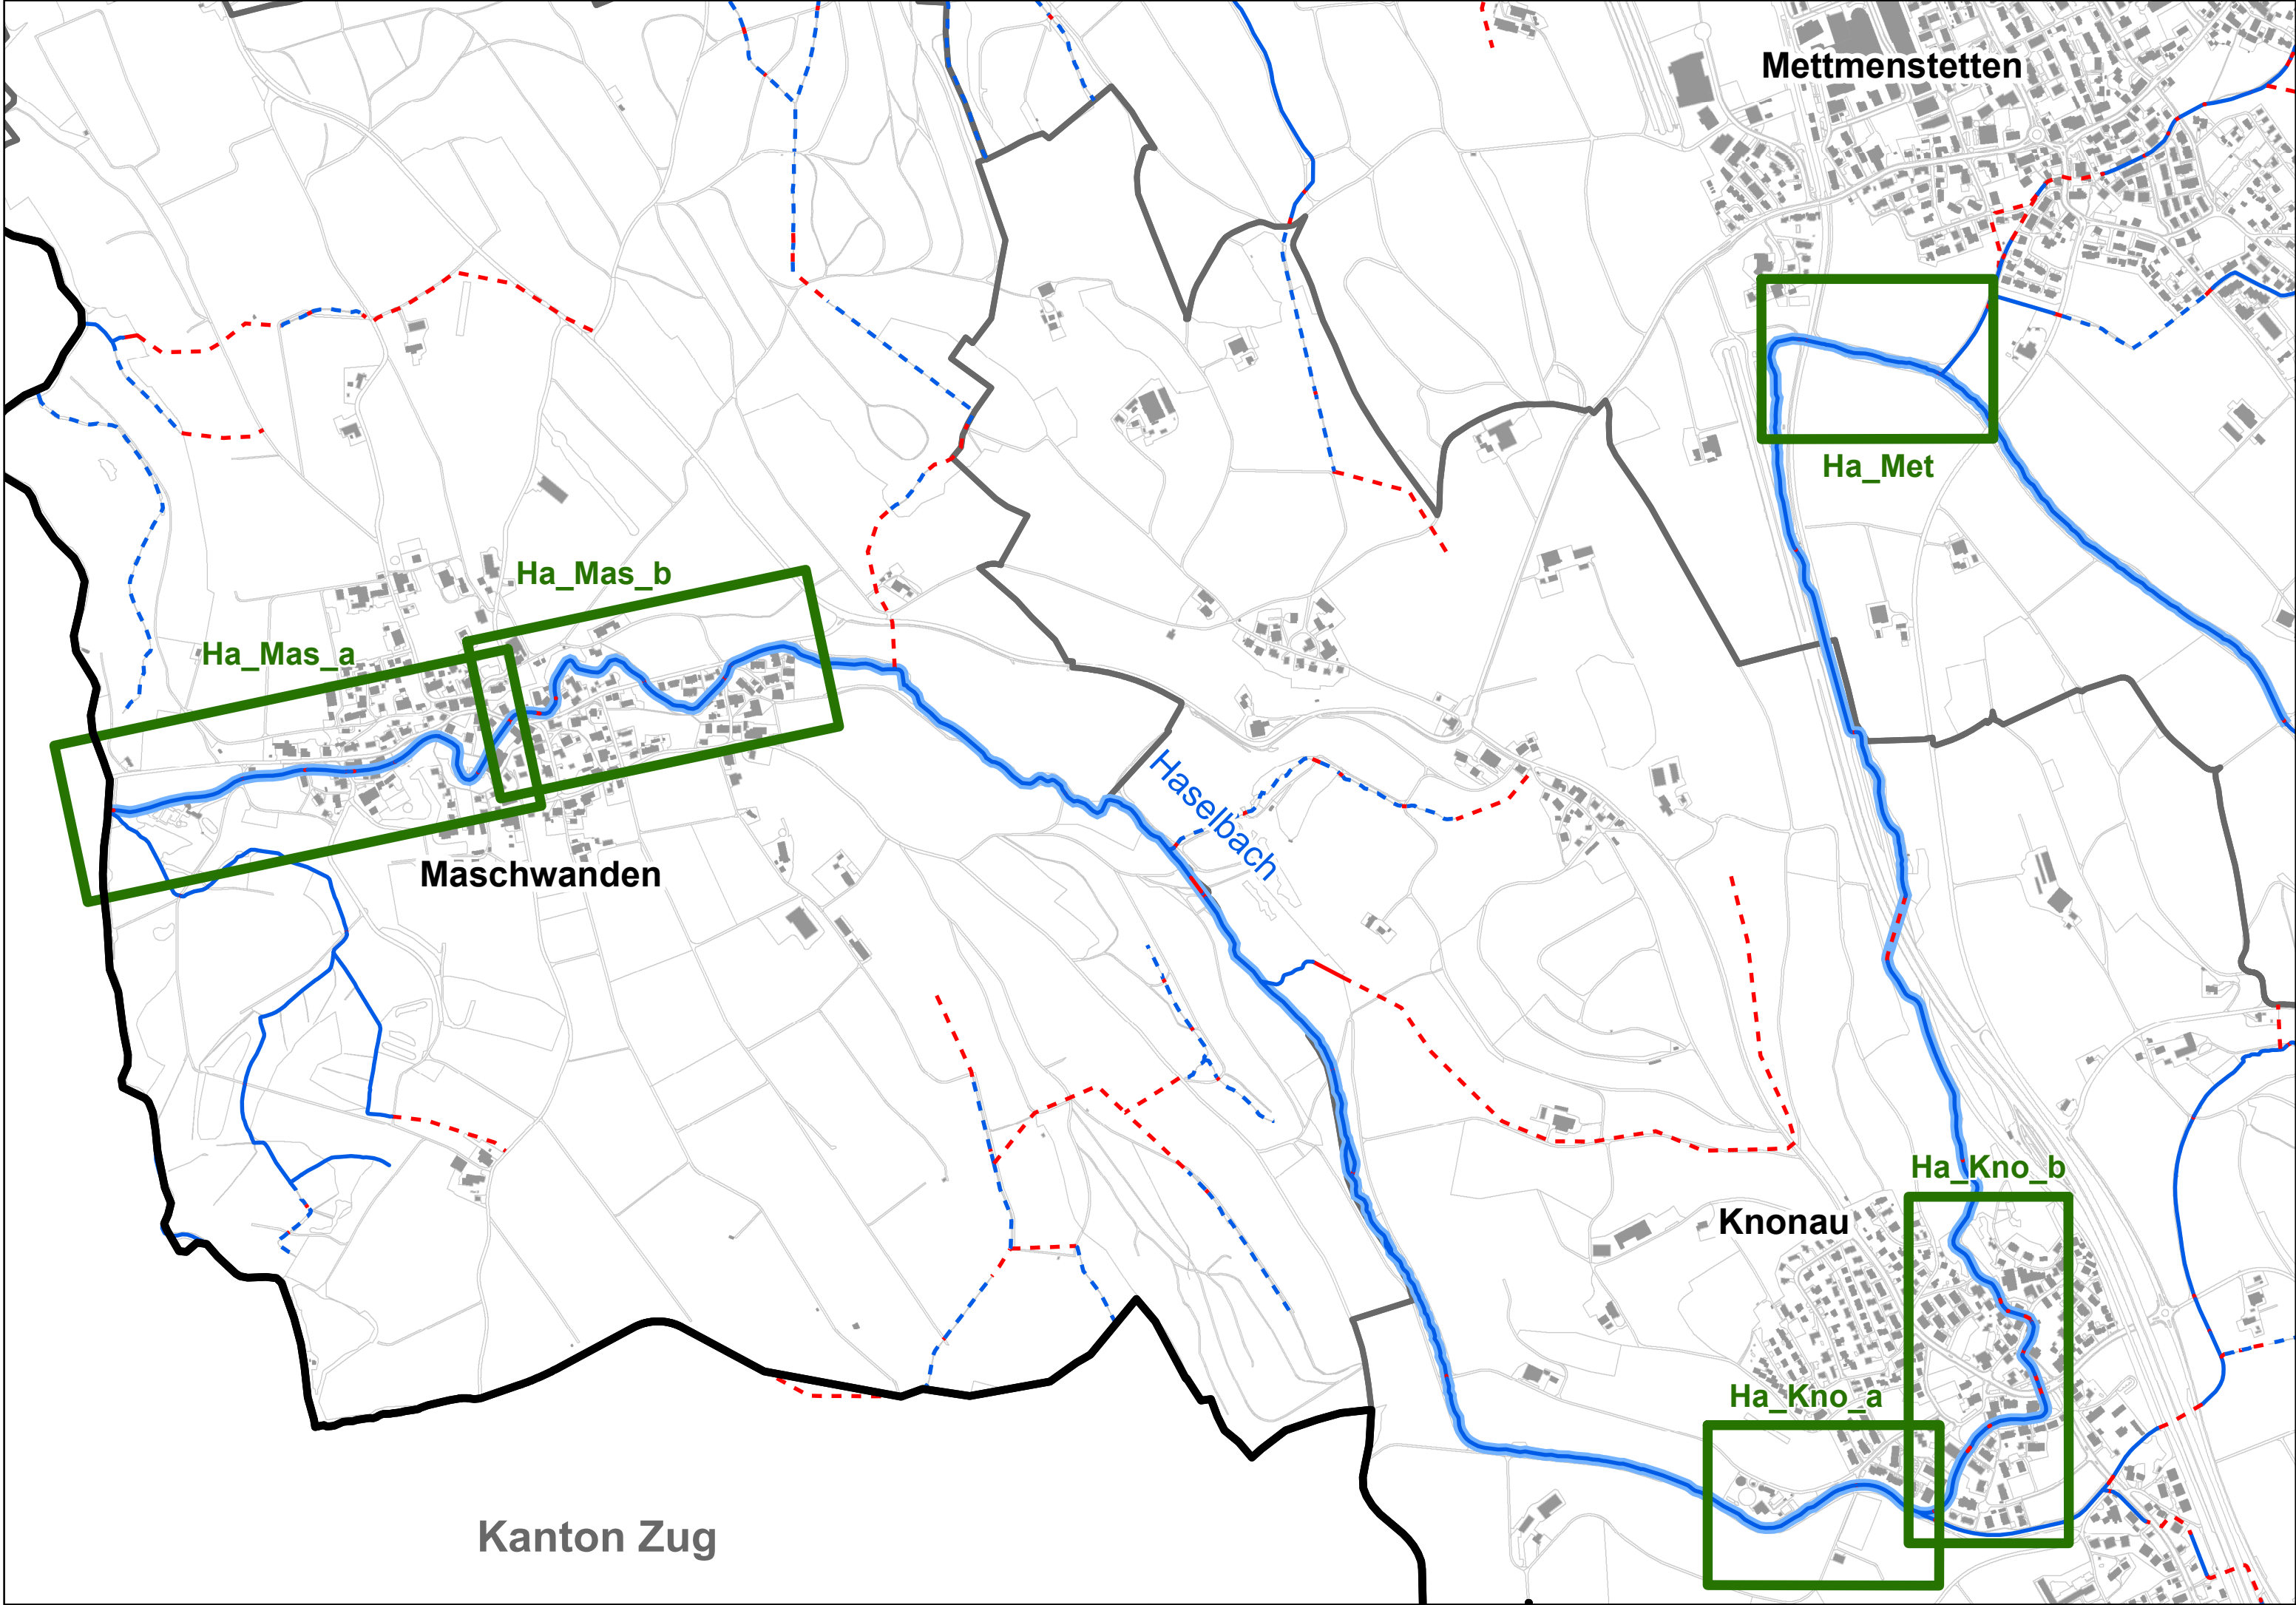 Mettmenstetten
Ha_Met
Ha_Mas_b
Ha_Mas_a
Haselbach
Maschwanden
Ha_Kno_b
Knonau
Ha_Kno_a
Kanton Zug